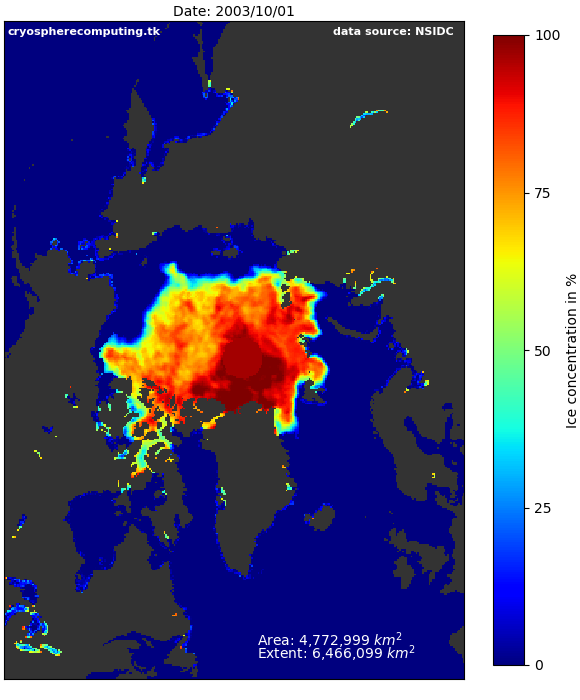 Date: 2003/10/01
cryospherecomputing.tk
data source: NSIDC
100
75
50
25
0
Ice concentration in %
Area: 4,772,999 km²
Extent: 6,466,099 km²